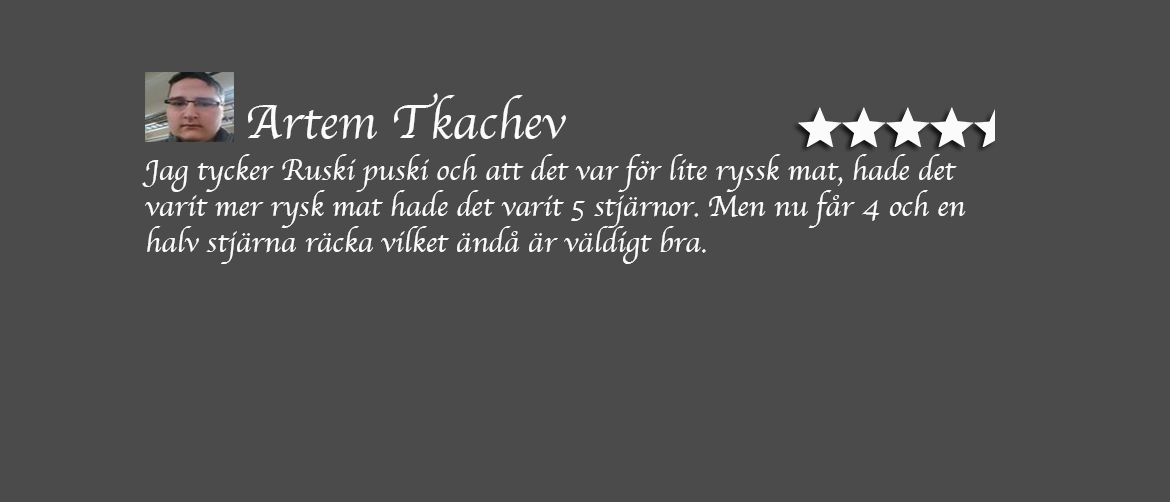 Artem Tkachev
Jag tycker Ruski puski och att det var för lite ryssk mat, hade det
varit mer rysk mat hade det varit 5 stjärnor. Men nu får 4 och en
halv stjärna räcka vilket ändå är väldigt bra.